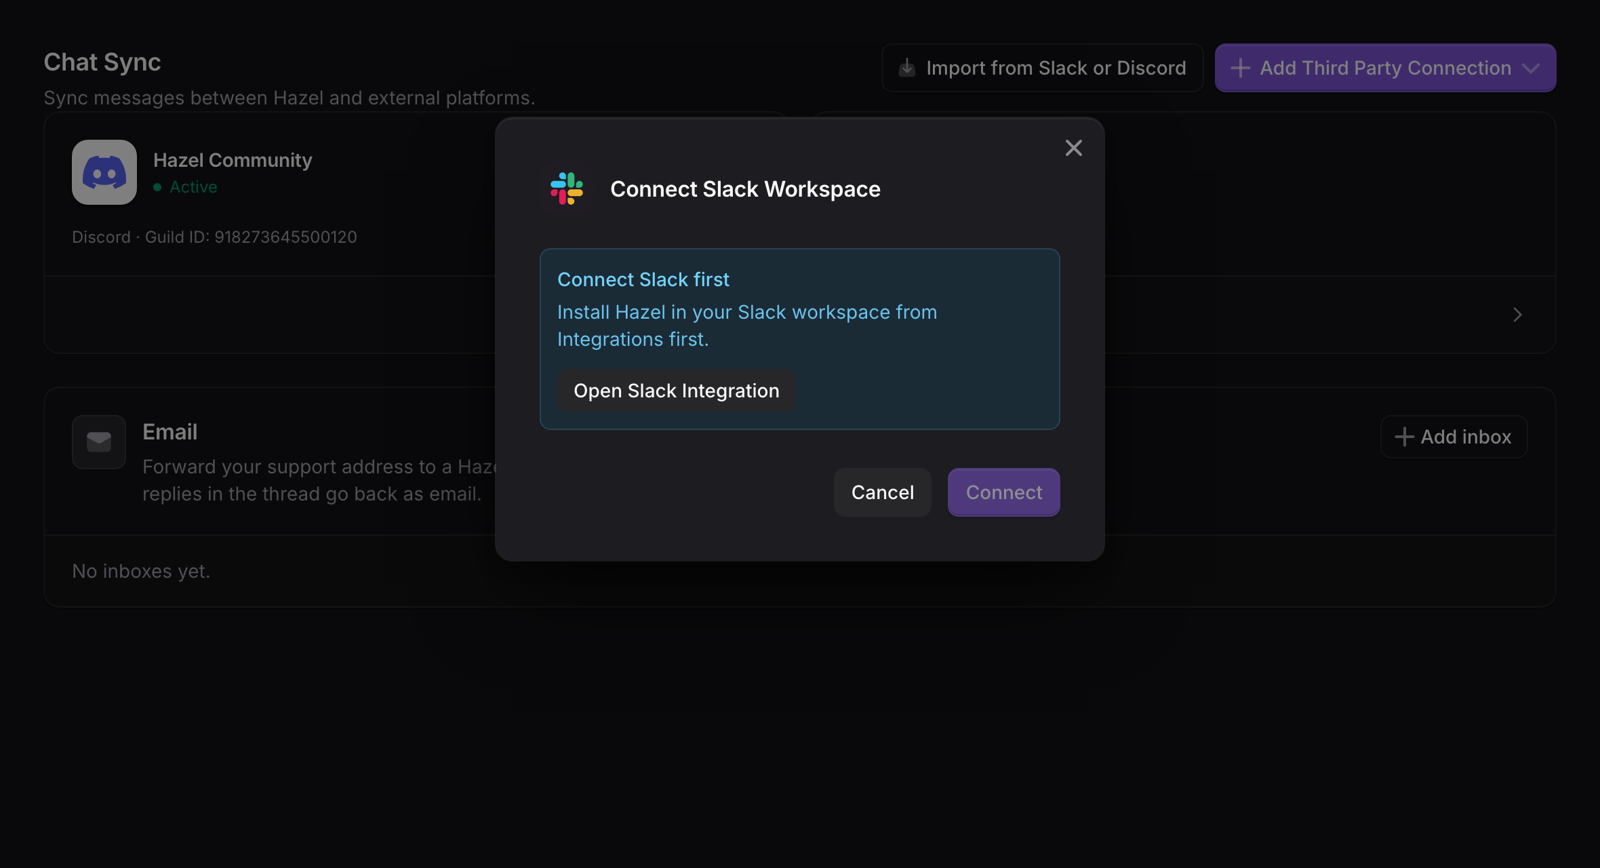 Chat Sync
Sync messages between Hazel and external platforms.
Import from Slack or Discord
Add Third Party Connection
Hazel Community
Active
Discord · Guild ID: 918273645500120
Connect Slack Workspace
Connect Slack first
Install Hazel in your Slack workspace from
Integrations first.
Open Slack Integration
Cancel
Connect
Email
Forward your support address to a
replies in the thread go back as email.
Add inbox
No inboxes yet.